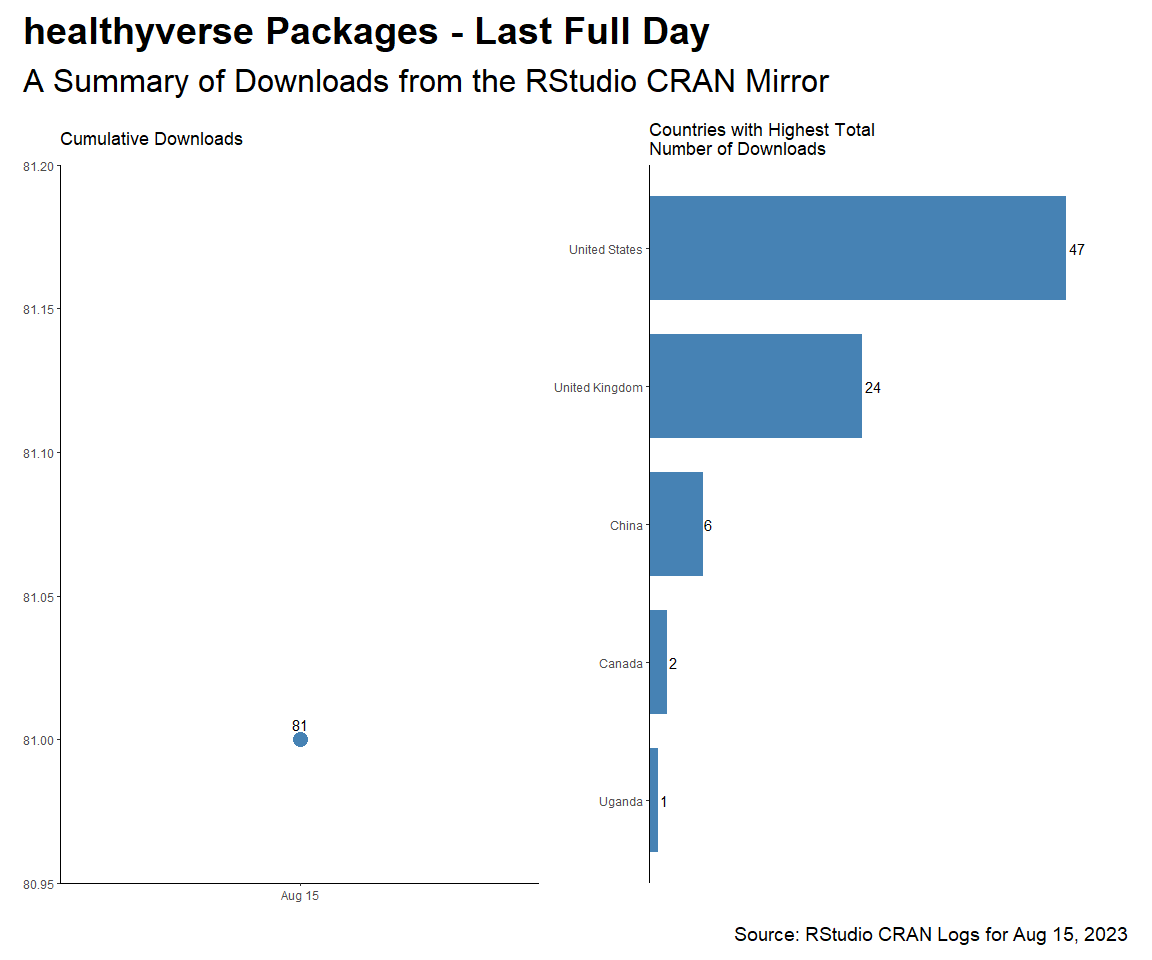 healthyverse Packages - Last Full Day
A Summary of Downloads from the RStudio CRAN Mirror
Cumulative Downloads
81.20
81.15
81.10
81.05
81.00
80.95
81
Aug 15
Countries with Highest Total
Number of Downloads
United States
47
United Kingdom
24
China
6
Canada
2
Uganda
1
Source: RStudio CRAN Logs for Aug 15, 2023